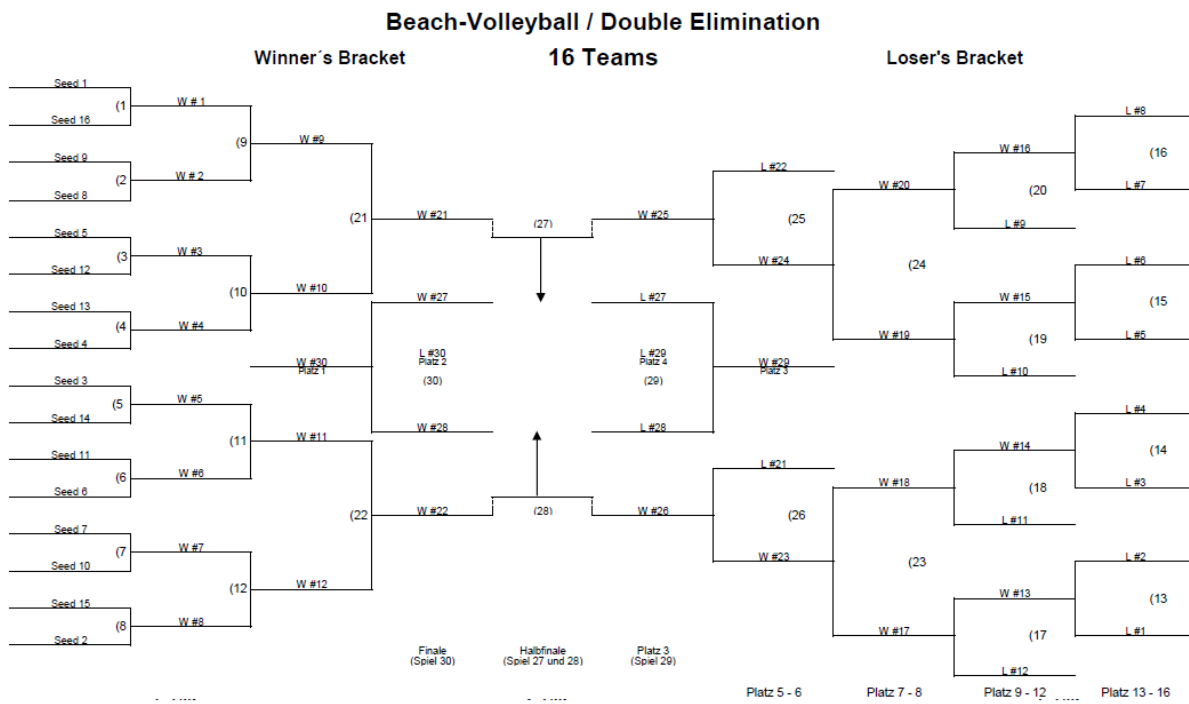 Beach-Volleyball / Double Elimination
Winner´s Bracket
16 Teams
Loser's Bracket
Seed 1
(1
W # 1
Seed 16
(9
W #9
Seed 9
(2
W # 2
Seed 8
(21
W #21
Seed 5
(3
W #3
Seed 12
(10
W #10
Seed 13
(4
W #4
Seed 4
W #27
W #30
Platz 1
L #30
Platz 2
(30)
W #28
Seed 3
(5
W #5
Seed 14
(11
W #11
Seed 11
(6
W #6
Seed 6
(22
W #22
Seed 7
(7
W #7
Seed 10
(12
W #12
Seed 15
(8
W #8
Seed 2
(27)
(28)
W #25
L #27
L #29
Platz 4
(29)
W #29
Platz 3
L #28
W #26
L #22
(25
W #24
W #20
(24
W #19
W #16
(20
L #9
L #8
(16
L #7
W #15
(19
L #10
L #6
(15
L #5
L #21
(26
W #23
W #18
(23
W #17
W #14
(18
L #11
L #4
(14
L #3
W #13
(17
L #12
L #2
(13
L #1
Finale
(Spiel 30)
Halbfinale
(Spiel 27 und 28)
Platz 3
(Spiel 29)
Platz 5 - 6
Platz 7 - 8
Platz 9 - 12
Platz 13 - 16